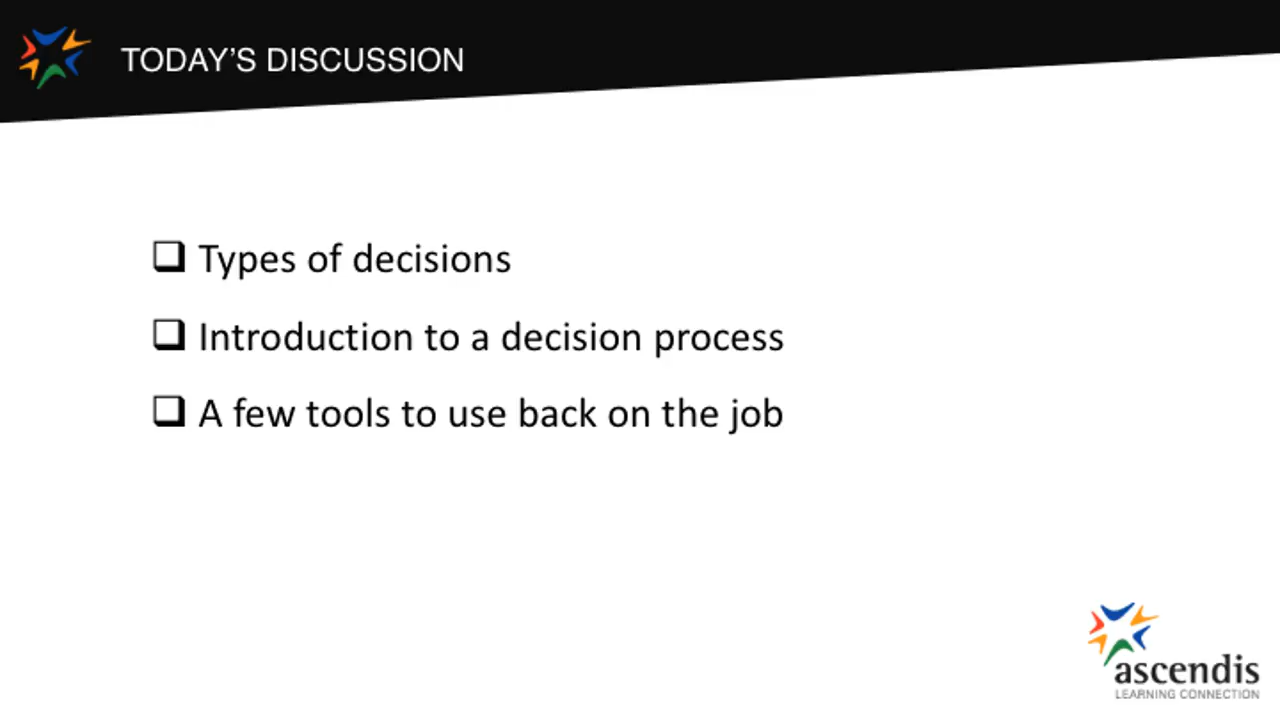 TODAY’S DISCUSSION
Types of decisions
Introduction to a decision process
A few tools to use back on the job
ascendis
LEARNING CONNECTION